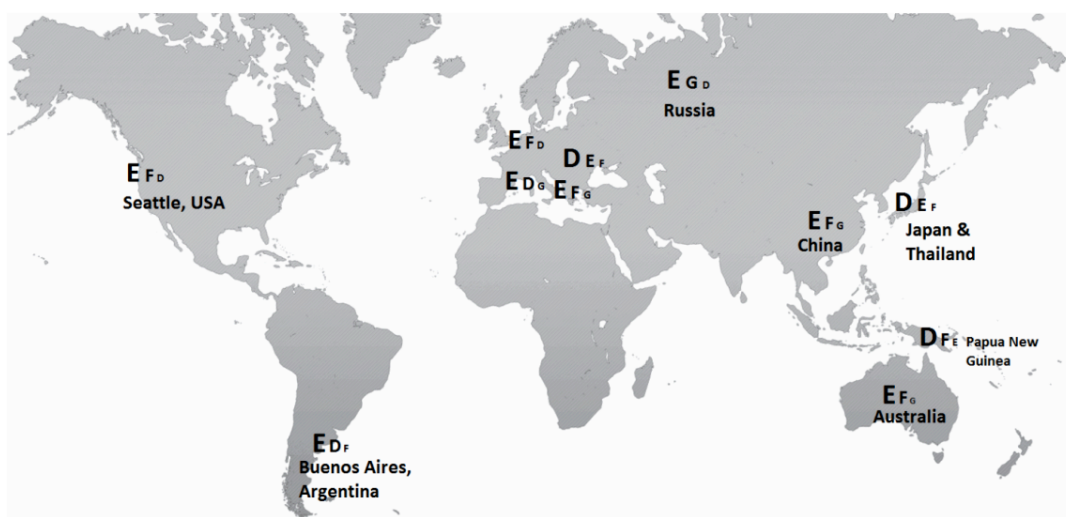 E G D
Russia
E F D
D E F
E F D
Seattle, USA
E D G
E F G
D E F
Japan &
Thailand
E F G
China
D F E Papua New
Guinea
E F G
Australia
E D F
Buenos Aires,
Argentina